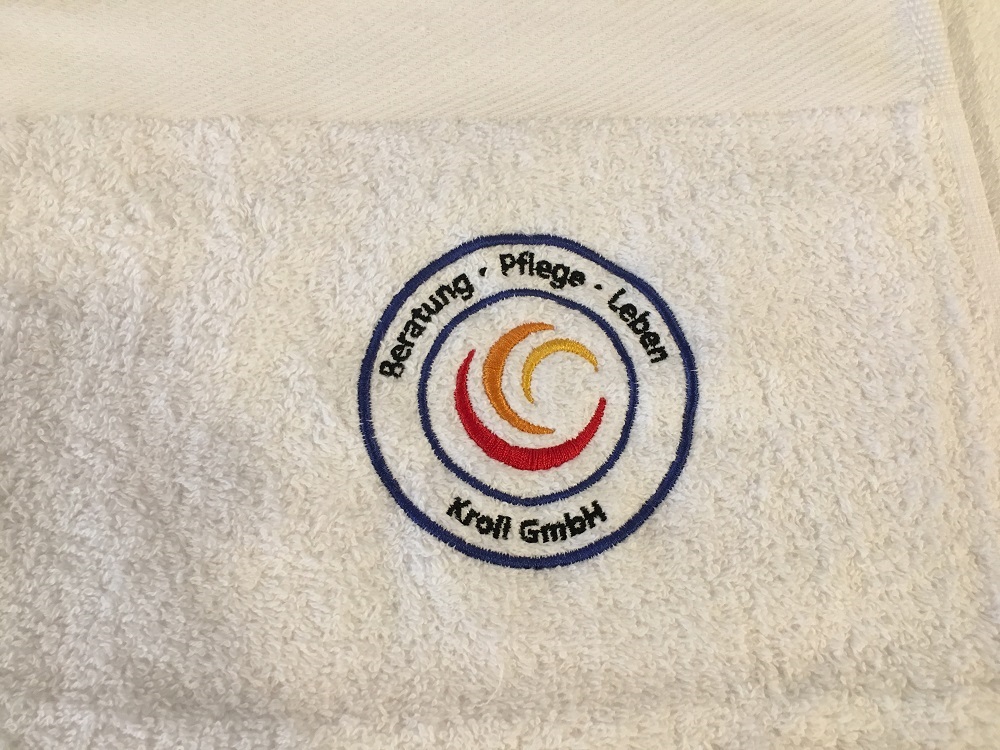 Beratung · Pflege · Leben
Kroll GmbH